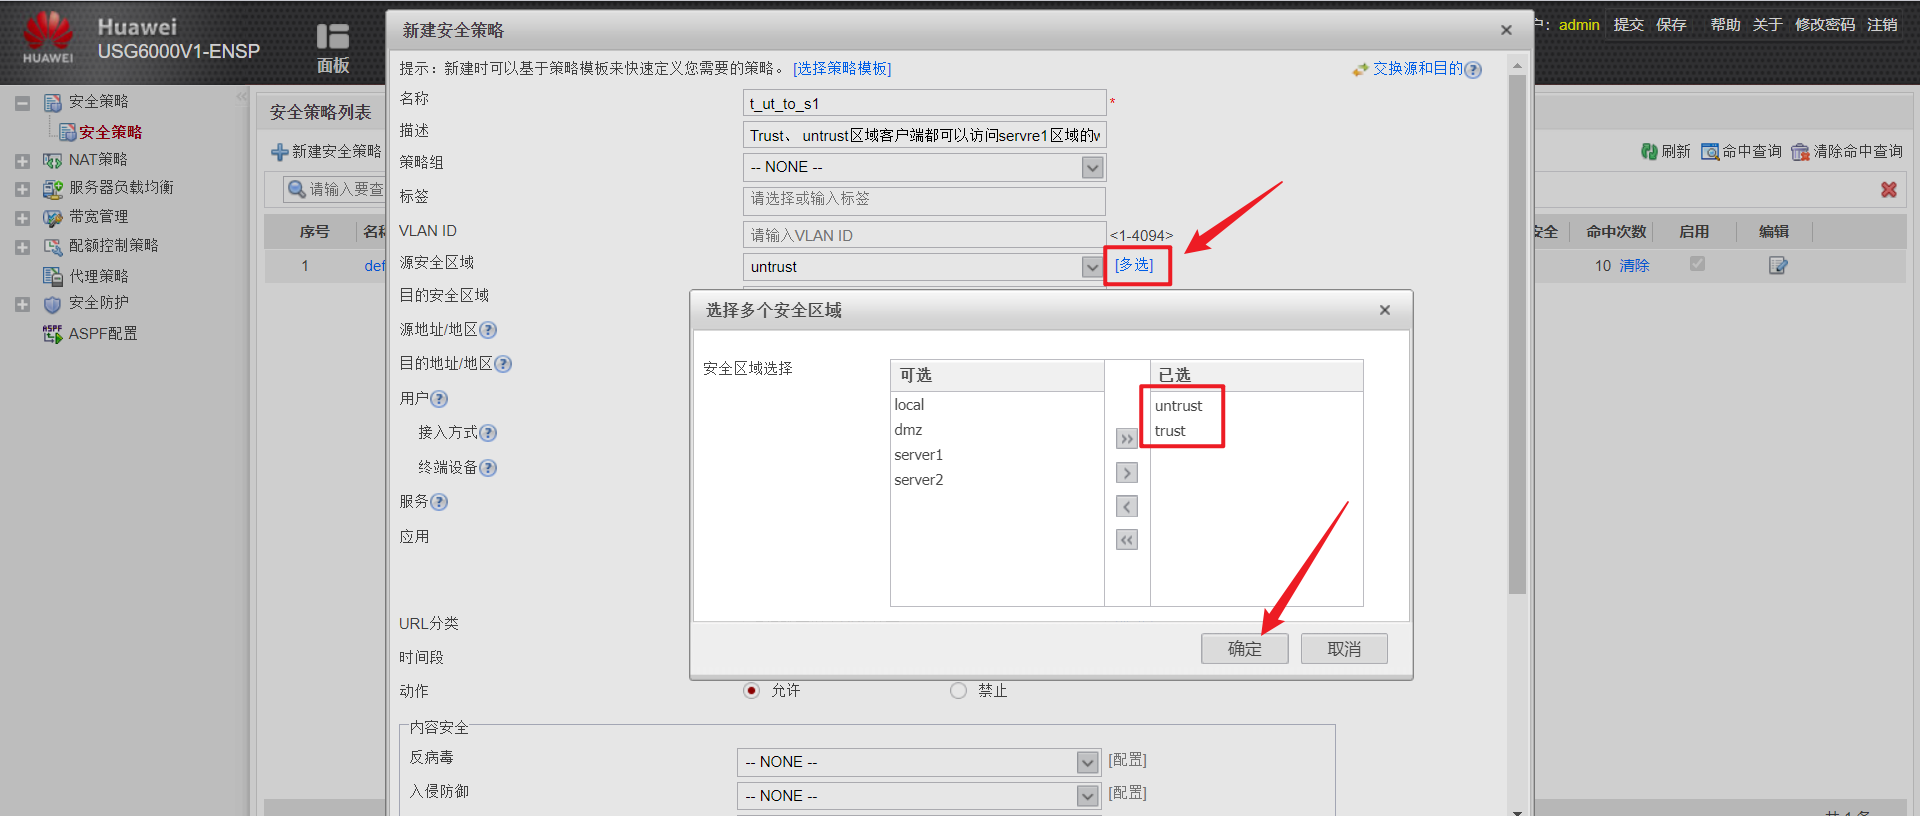 HUAWEI
Huawei
USG6000V1-ENSP
面板
admin 提交 保存 帮助 关于 修改密码 注销
安全策略
安全策略
NAT策略
服务器负载均衡
带宽管理
配额控制策略
代理策略
安全防护
ASPF
ASPF配置
安全策略列表
新建安全策略
请输入要查
序号 名称
1 def
刷新 命中查询 清除命中查询
安全 命中次数 启用 编辑
10 清除
新建安全策略
提示：新建时可以基于策略模板来快速定义您需要的策略。 [选择策略模板]
交换源和目的
名称 t_ut_to_s1 *
描述 Trust、untrust区域客户端都可以访问servre1区域的w
策略组 -- NONE --
标签 请选择或输入标签
VLAN ID 请输入VLAN ID <1-4094>
源安全区域 untrust [多选]
目的安全区域
源地址/地区
目的地址/地区
用户
接入方式
终端设备
服务
应用
URL分类
时间段
动作 允许 禁止
内容安全
反病毒 -- NONE -- [配置]
入侵防御 -- NONE -- [配置]
选择多个安全区域
安全区域选择
可选
local
dmz
server1
server2
已选
untrust
trust
确定 取消